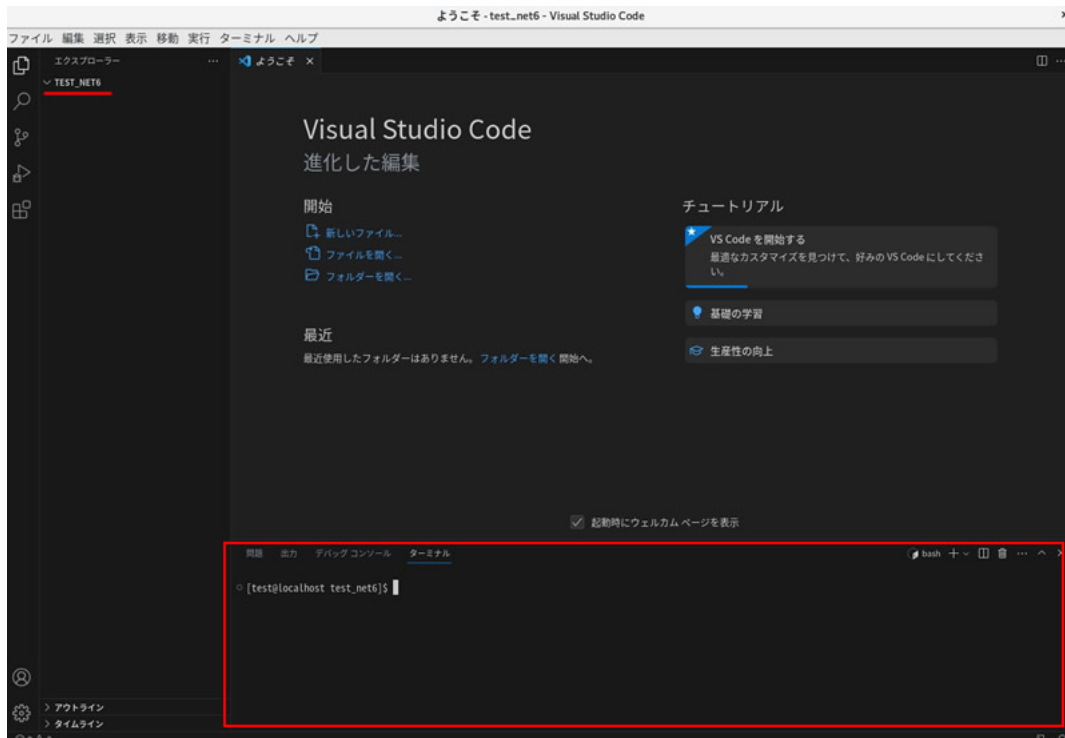 ようこそ - test_net6 - Visual Studio Code
ファイル 編集 選択 表示 移動 実行 ターミナル ヘルプ
エクスプローラー
TEST_NET6
ようこそ
Visual Studio Code
進化した編集
開始
新しいファイル...
ファイルを開く...
フォルダーを開く...
最近
最近使用したフォルダーはありません。フォルダーを開く 開始へ。
チュートリアル
VS Code を開始する
最適なカスタマイズを見つけて、好みの VS Code にしてくださ
い。
基礎の学習
生産性の向上
起動時にウェルカム ページを表示
問題 出力 デバッグ コンソール ターミナル
bash
[test@localhost test_net6]$
アウトライン
タイムライン